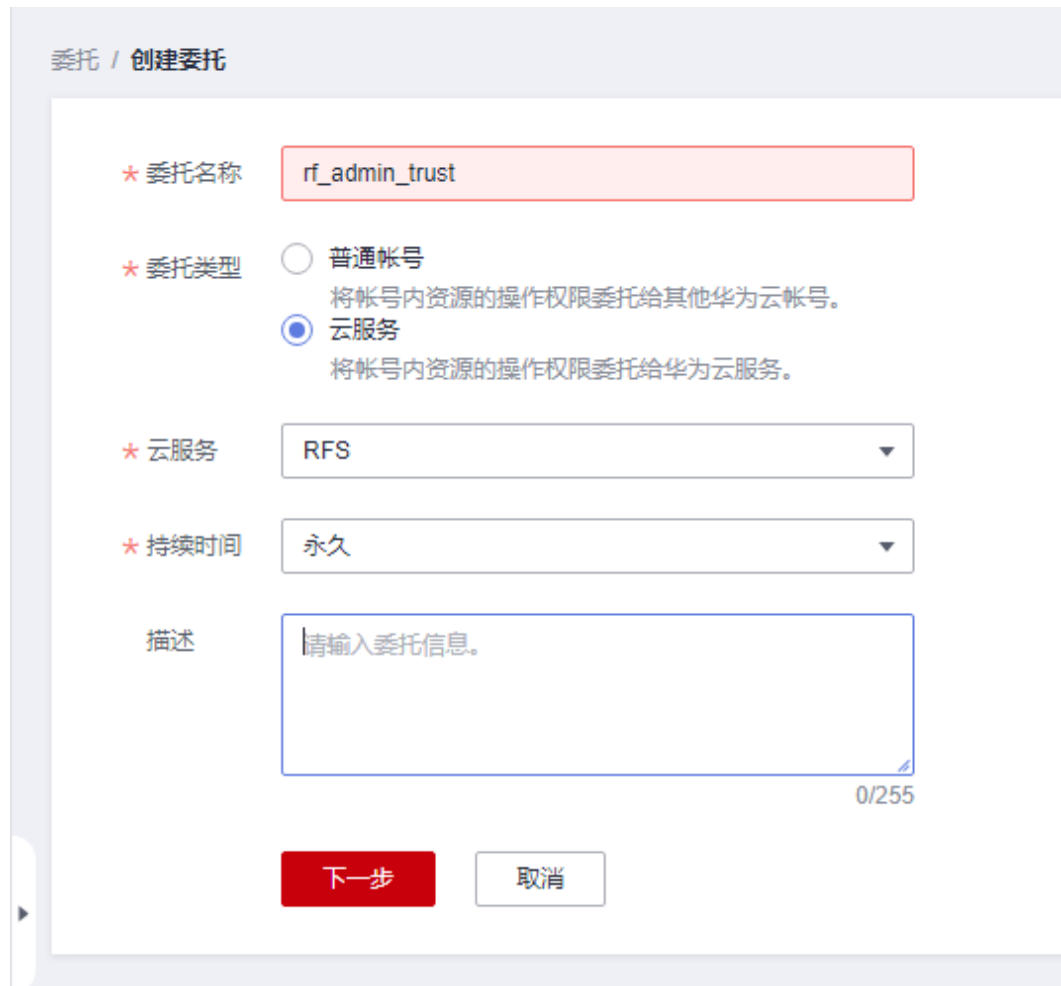 委托 / 创建委托
* 委托名称 rf_admin_trust
* 委托类型 普通帐号
将帐号内资源的操作权限委托给其他华为云帐号。
云服务
将帐号内资源的操作权限委托给华为云服务。
* 云服务 RFS
* 持续时间 永久
描述 请输入委托信息。
0/255
下一步 取消